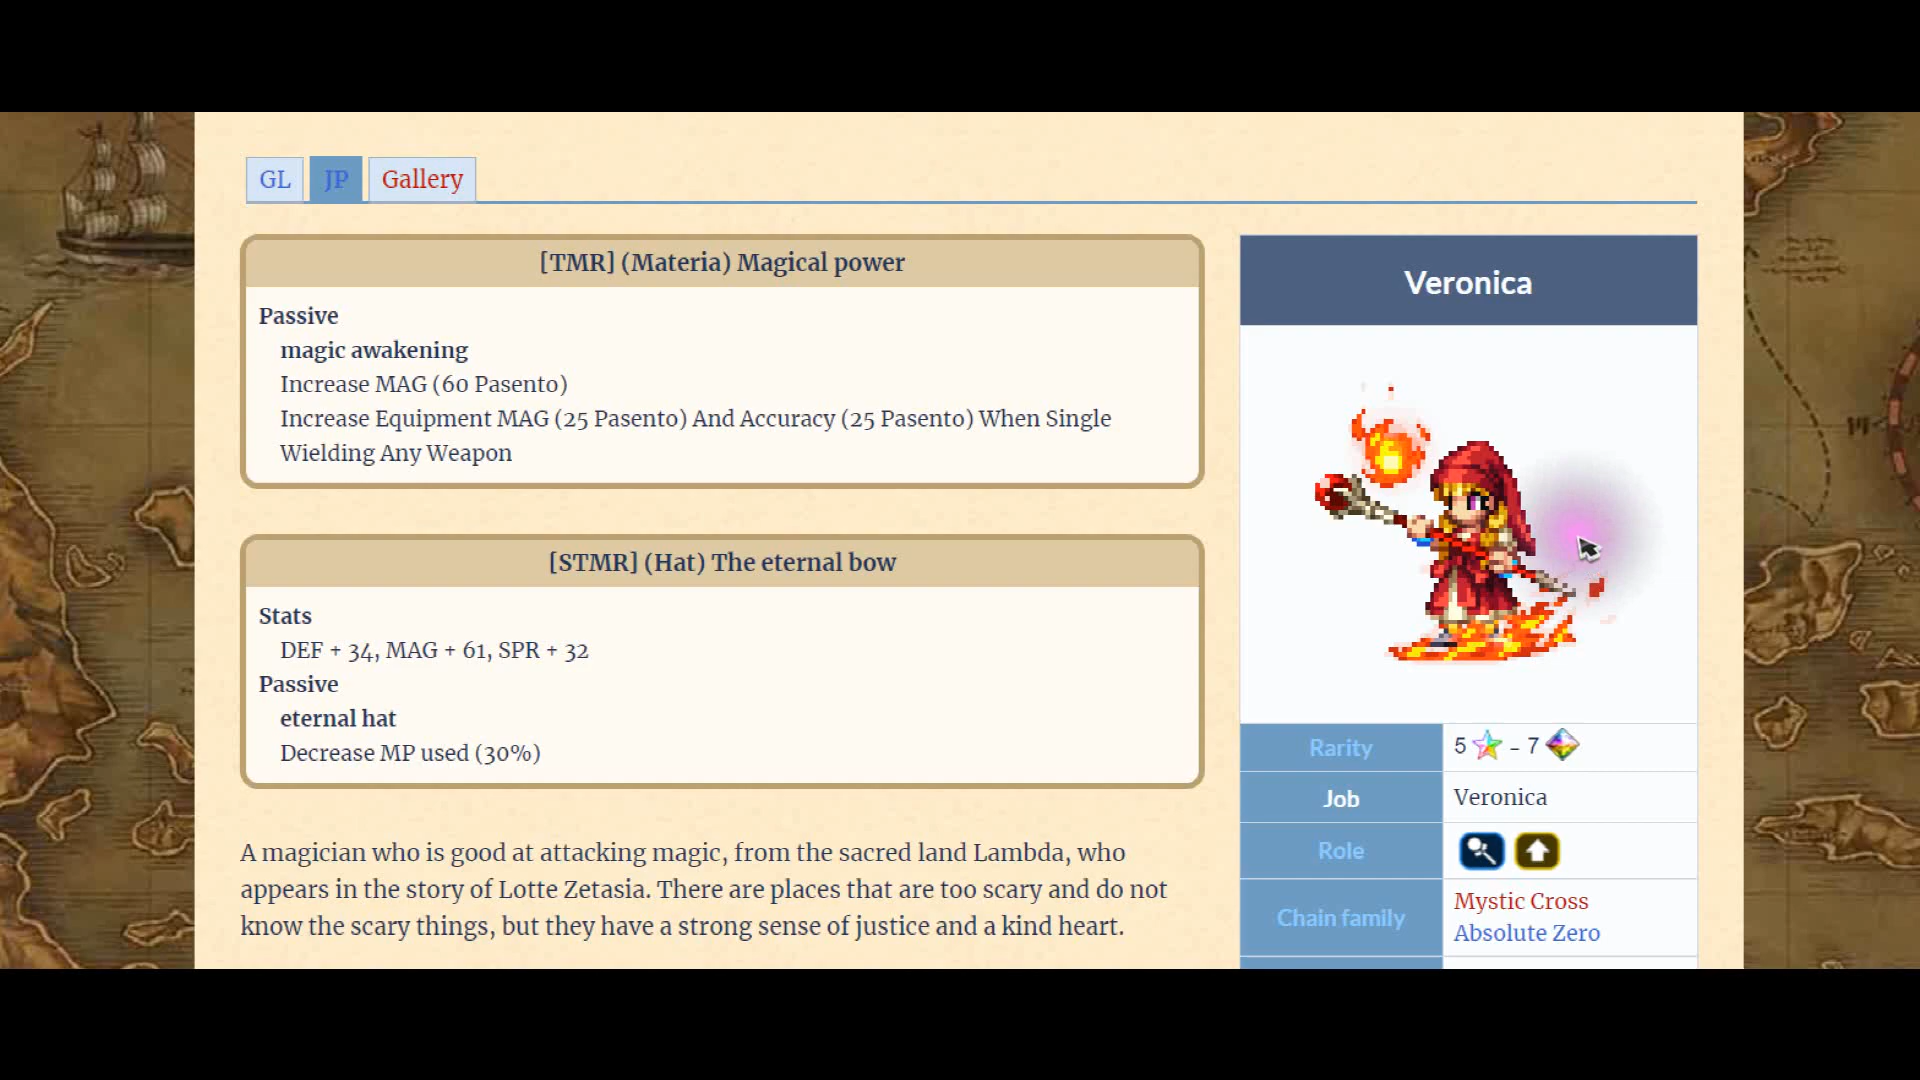 GL JP Gallery
[TMR] (Materia) Magical power
Passive
magic awakening
Increase MAG (60 Pasento)
Increase Equipment MAG (25 Pasento) And Accuracy (25 Pasento) When Single
Wielding Any Weapon
[STMR] (Hat) The eternal bow
Stats
DEF + 34, MAG + 61, SPR + 32
Passive
eternal hat
Decrease MP used (30%)
A magician who is good at attacking magic, from the sacred land Lambda, who
appears in the story of Lotte Zetasia. There are places that are too scary and do not
know the scary things, but they have a strong sense of justice and a kind heart.
Veronica
Rarity 5 - 7
Job Veronica
Role
Chain family Mystic Cross
Absolute Zero